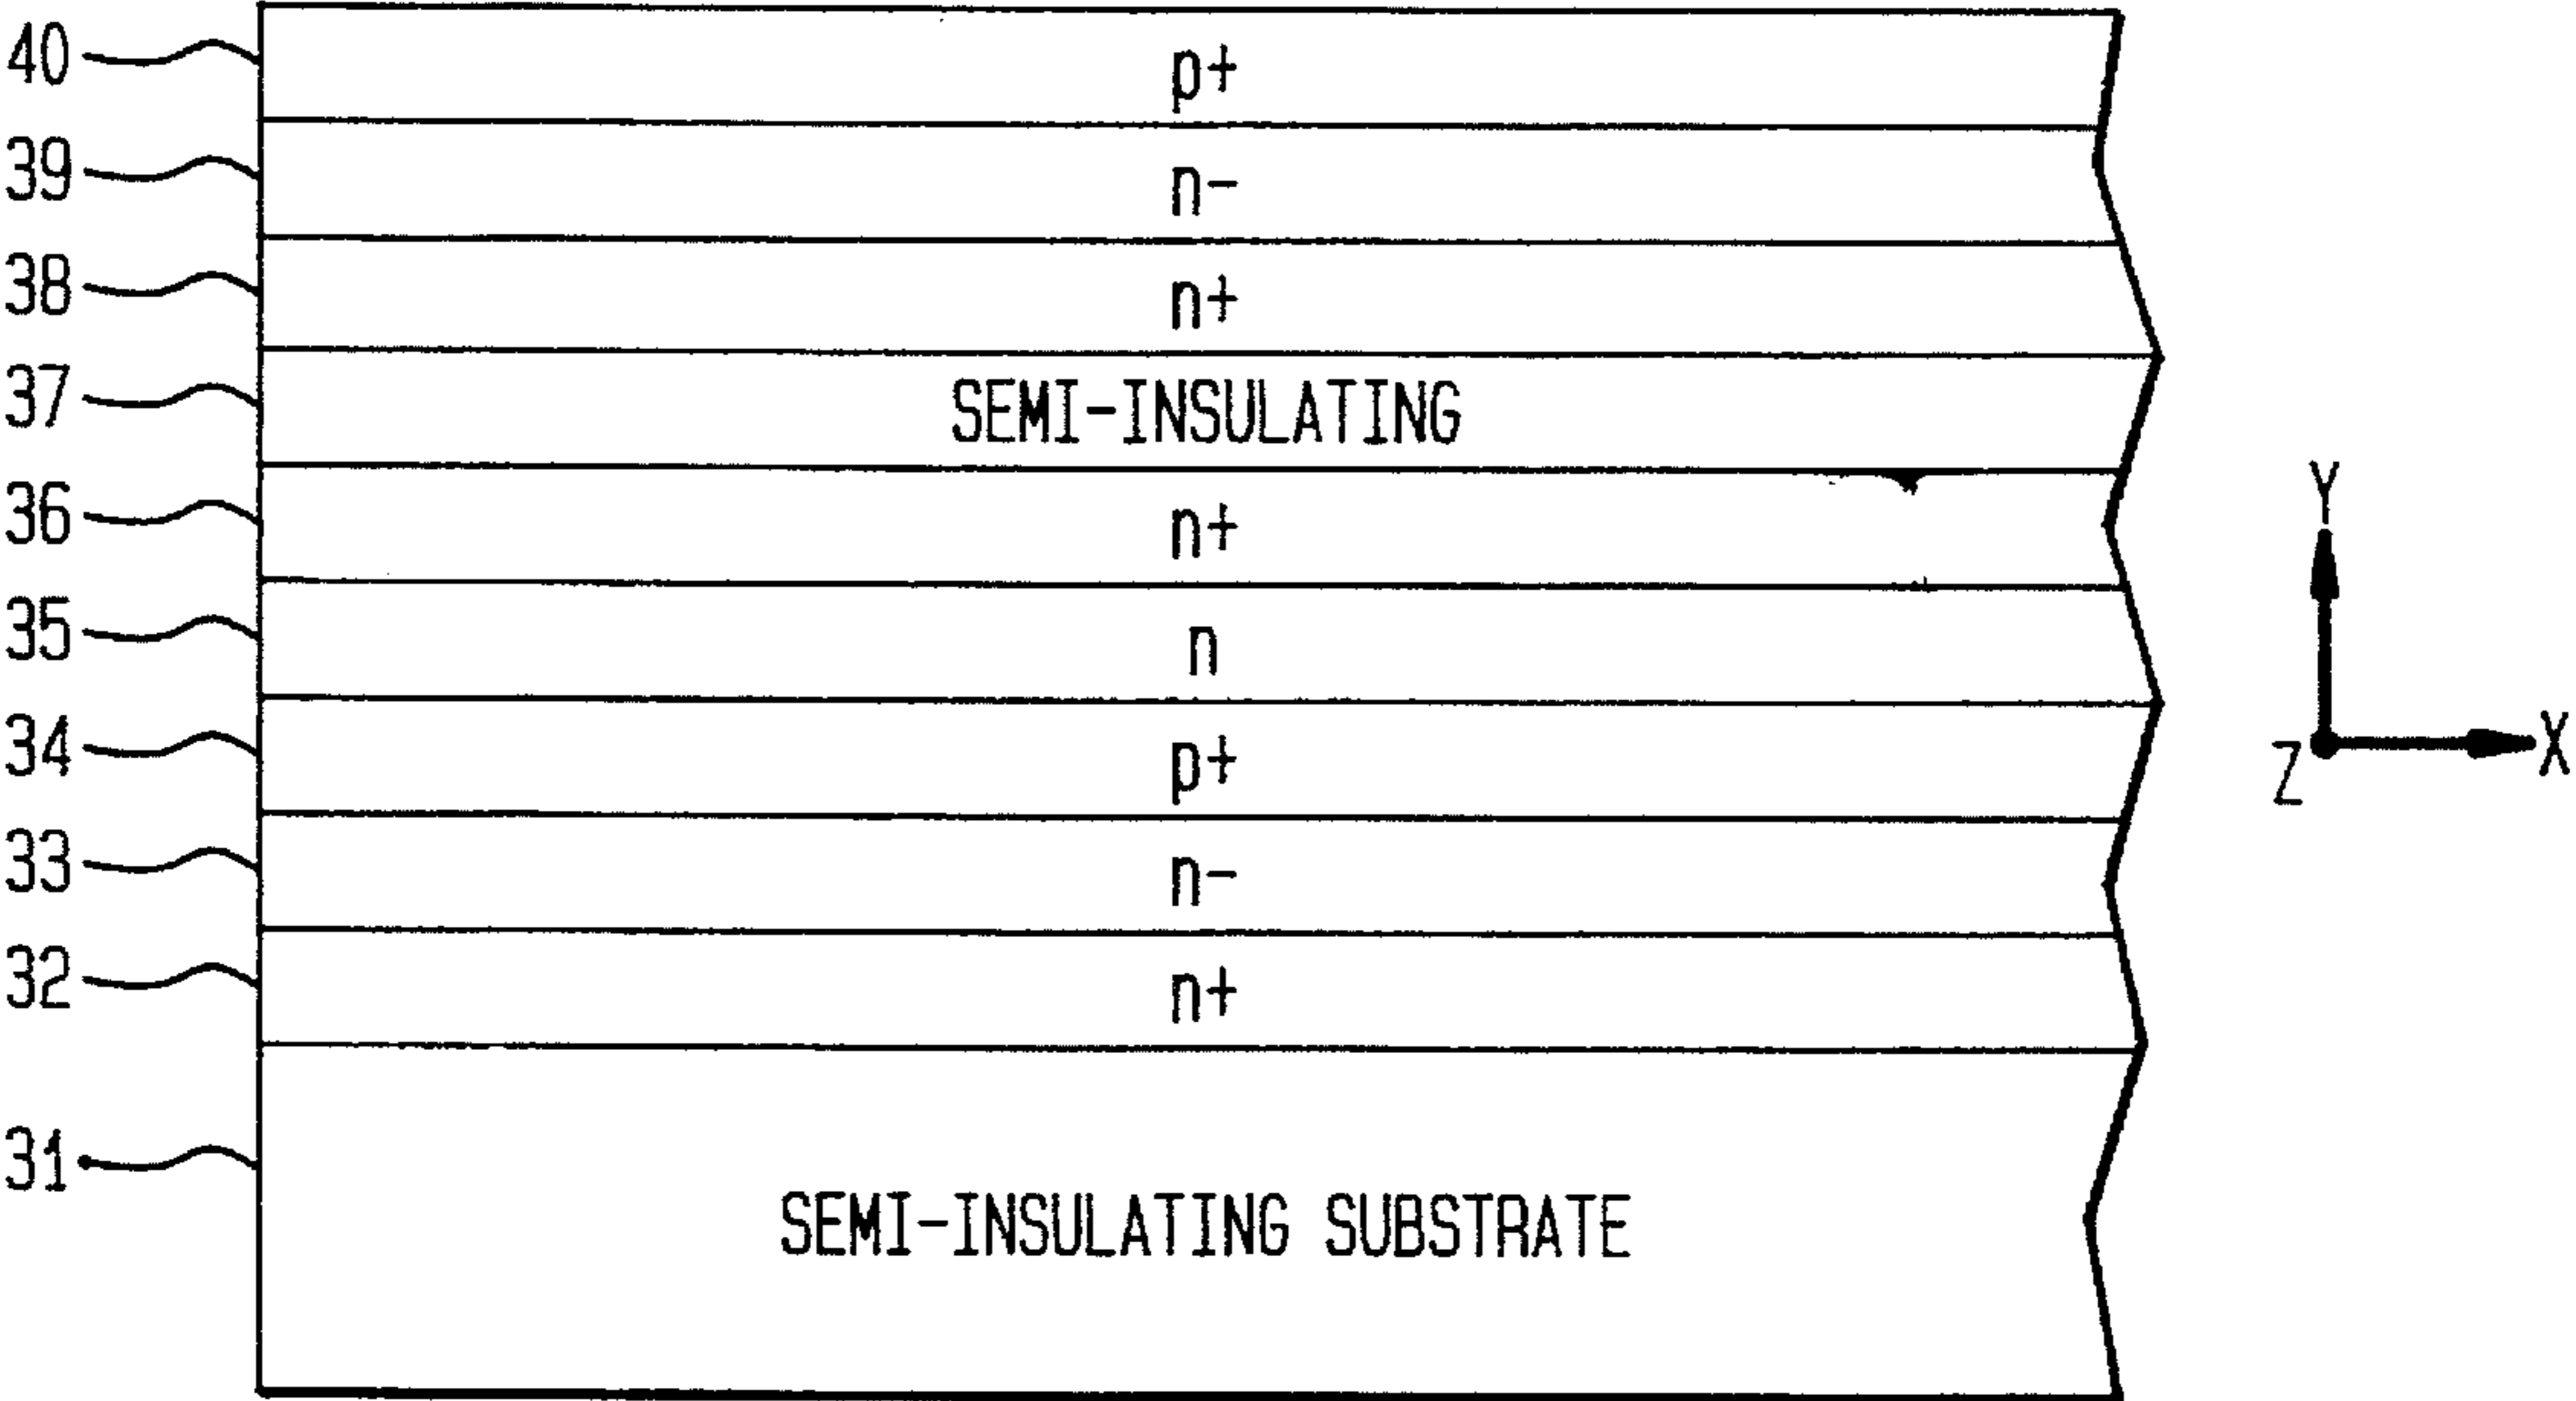 40 p+
39 n-
38 n+
37 SEMI-INSULATING
36 n+
35 n
34 p+
33 n-
32 n+
31 SEMI-INSULATING SUBSTRATE
Y
Z X